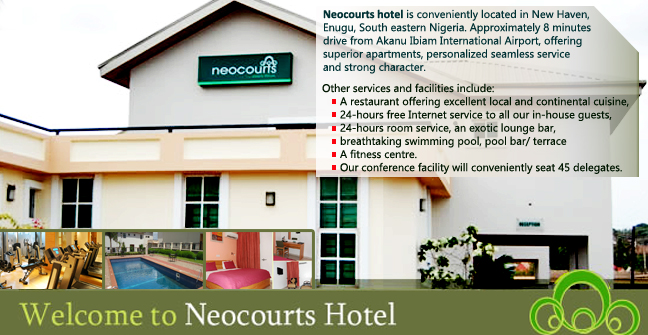 Neocourts hotel is conveniently located in New Haven,
Enugu, South eastern Nigeria. Approximately 8 minutes
drive from Akanu Ibiam International Airport, offering
superior apartments, personalized seamless service
and strong character.
Other services and facilities include:
A restaurant offering excellent local and continental cuisine,
24-hours free Internet service to all our in-house guests,
24-hours room service, an exotic lounge bar,
breathtaking swimming pool, pool bar/ terrace
A fitness centre.
Our conference facility will conveniently seat 45 delegates.
neocourts
RECEPTION
Welcome to Neocourts Hotel